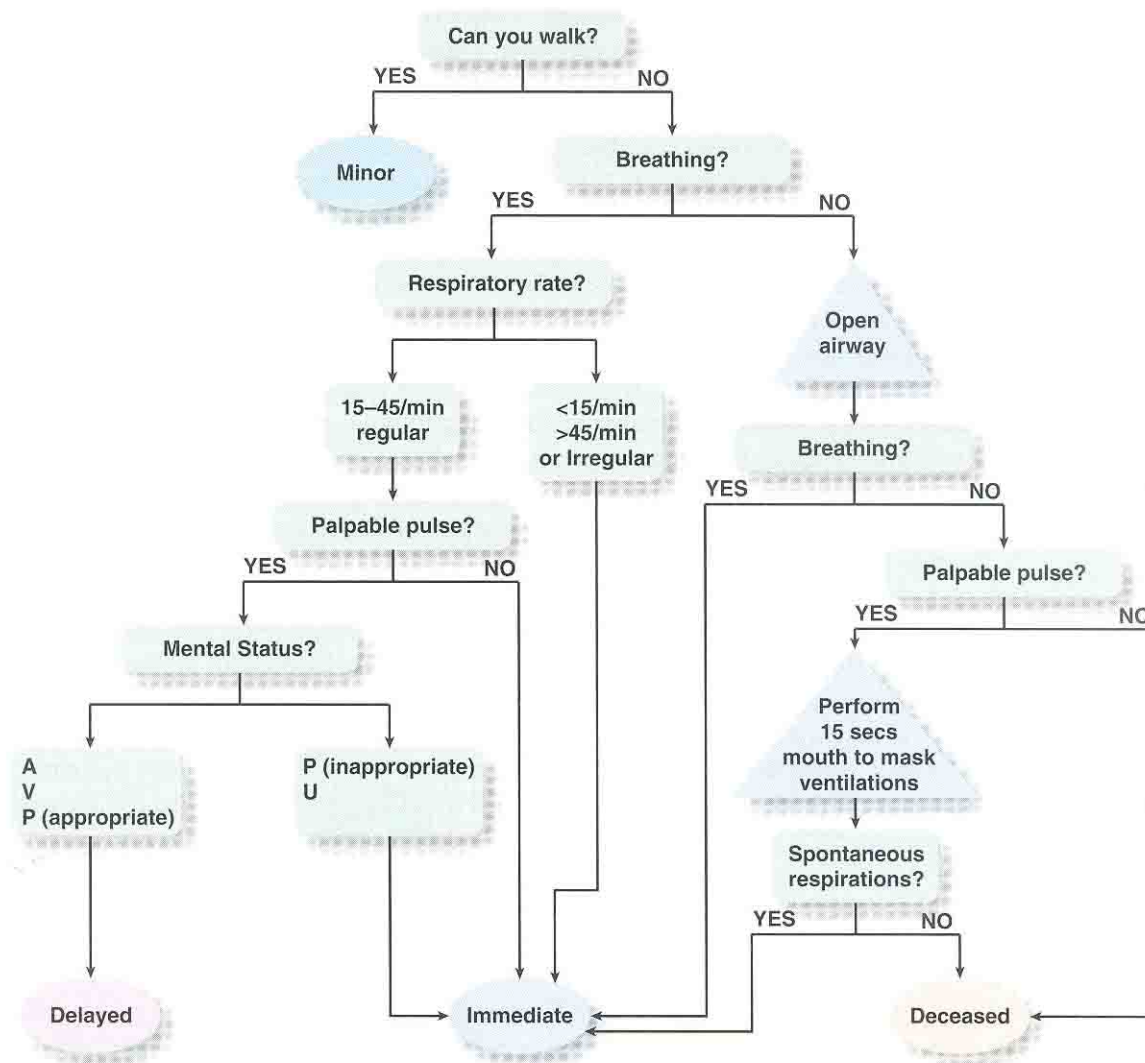 Can you walk?
YES
NO
Minor
Breathing?
YES
NO
Respiratory rate?
Open
airway
15–45/min
regular
<15/min
>45/min
or Irregular
Breathing?
YES
NO
Palpable pulse?
YES
NO
Palpable pulse?
YES
NO
Mental Status?
Perform
15 secs
mouth to mask
ventilations
A
V
P (appropriate)
P (inappropriate)
U
Spontaneous
respirations?
YES
NO
Delayed
Immediate
Deceased